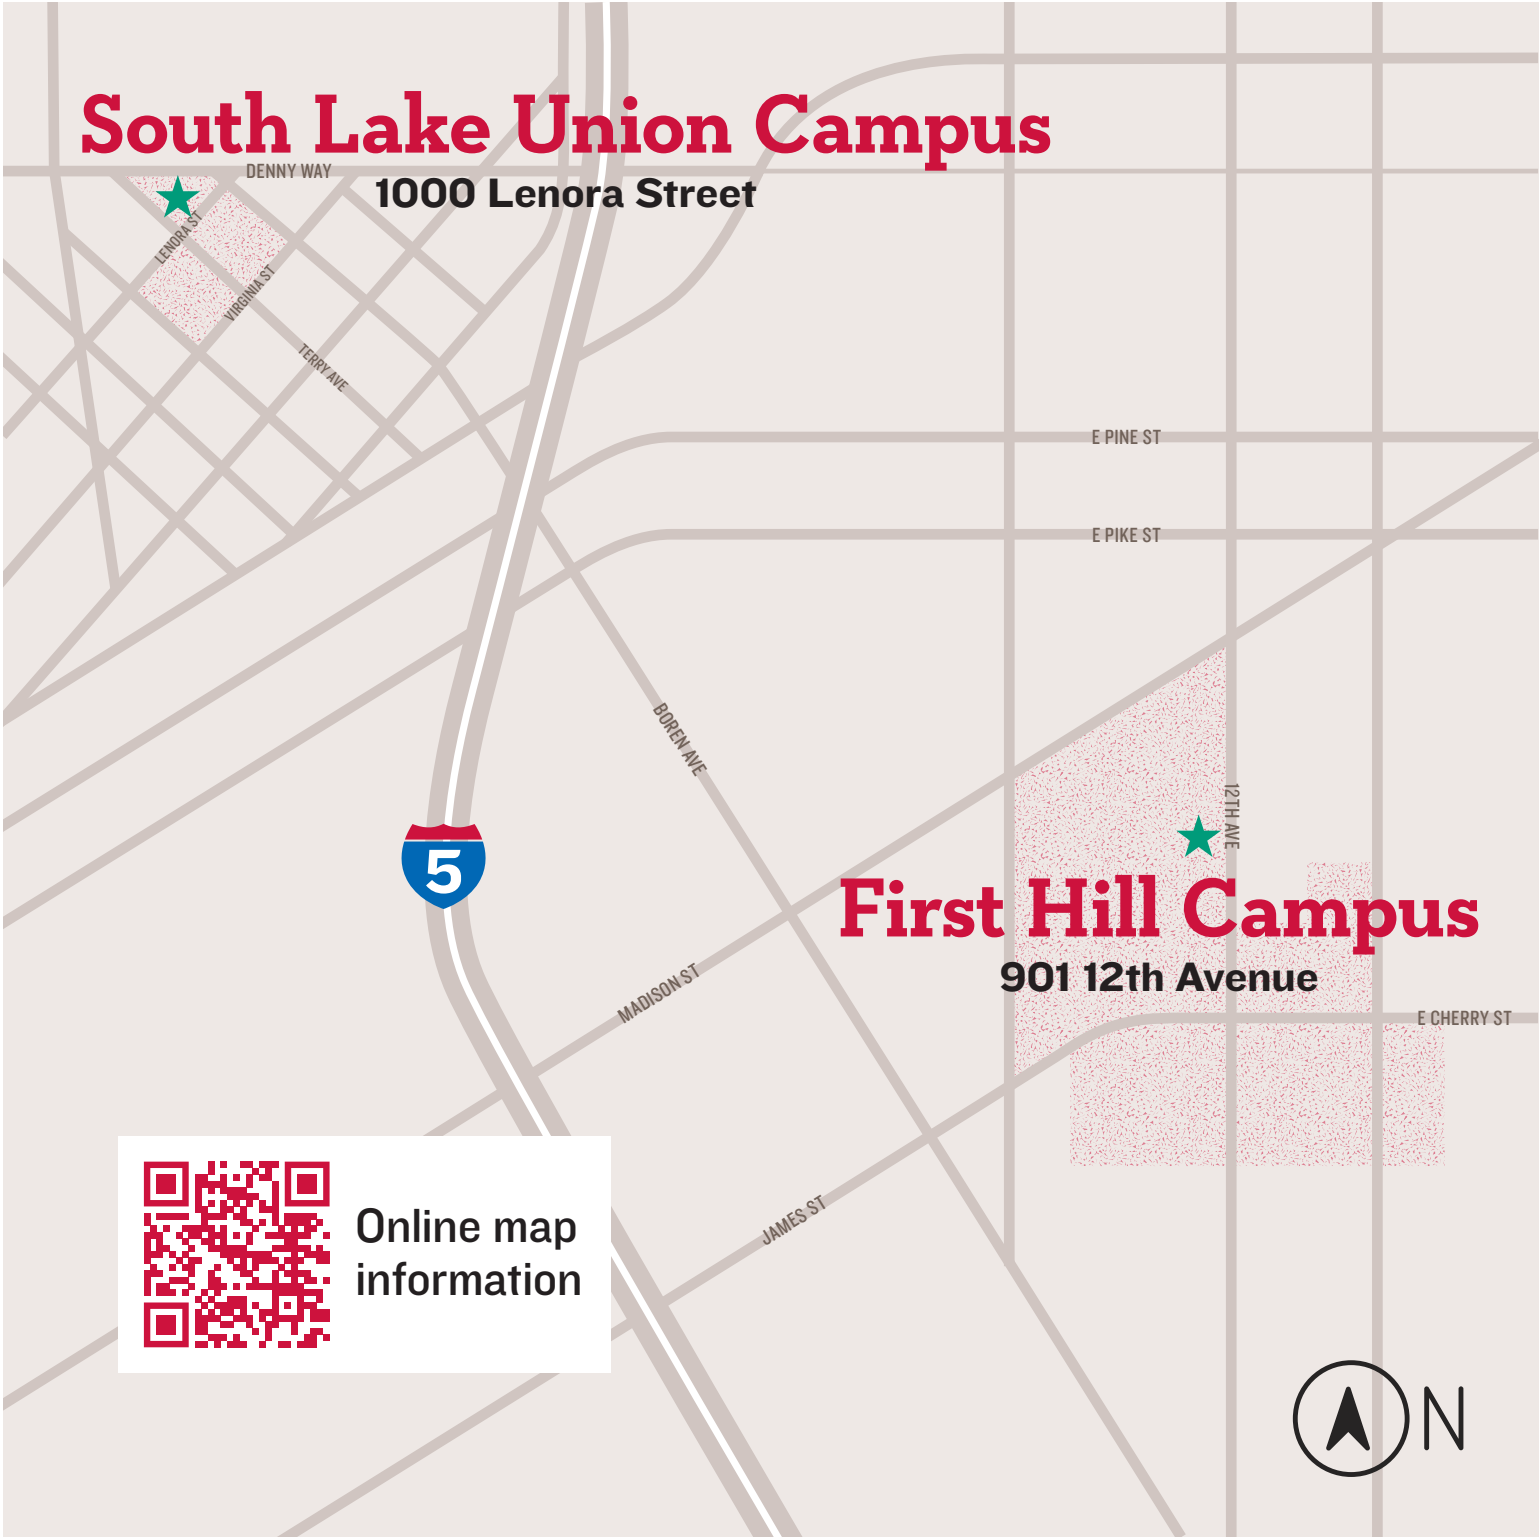 South Lake Union Campus
DENNY WAY
1000 Lenora Street
LENORA ST
VIRGINIA ST
TERRY AVE
E PINE ST
E PIKE ST
BOREN AVE
12TH AVE
5
First Hill Campus
901 12th Avenue
MADISON ST
E CHERRY ST
JAMES ST
Online map
information
N